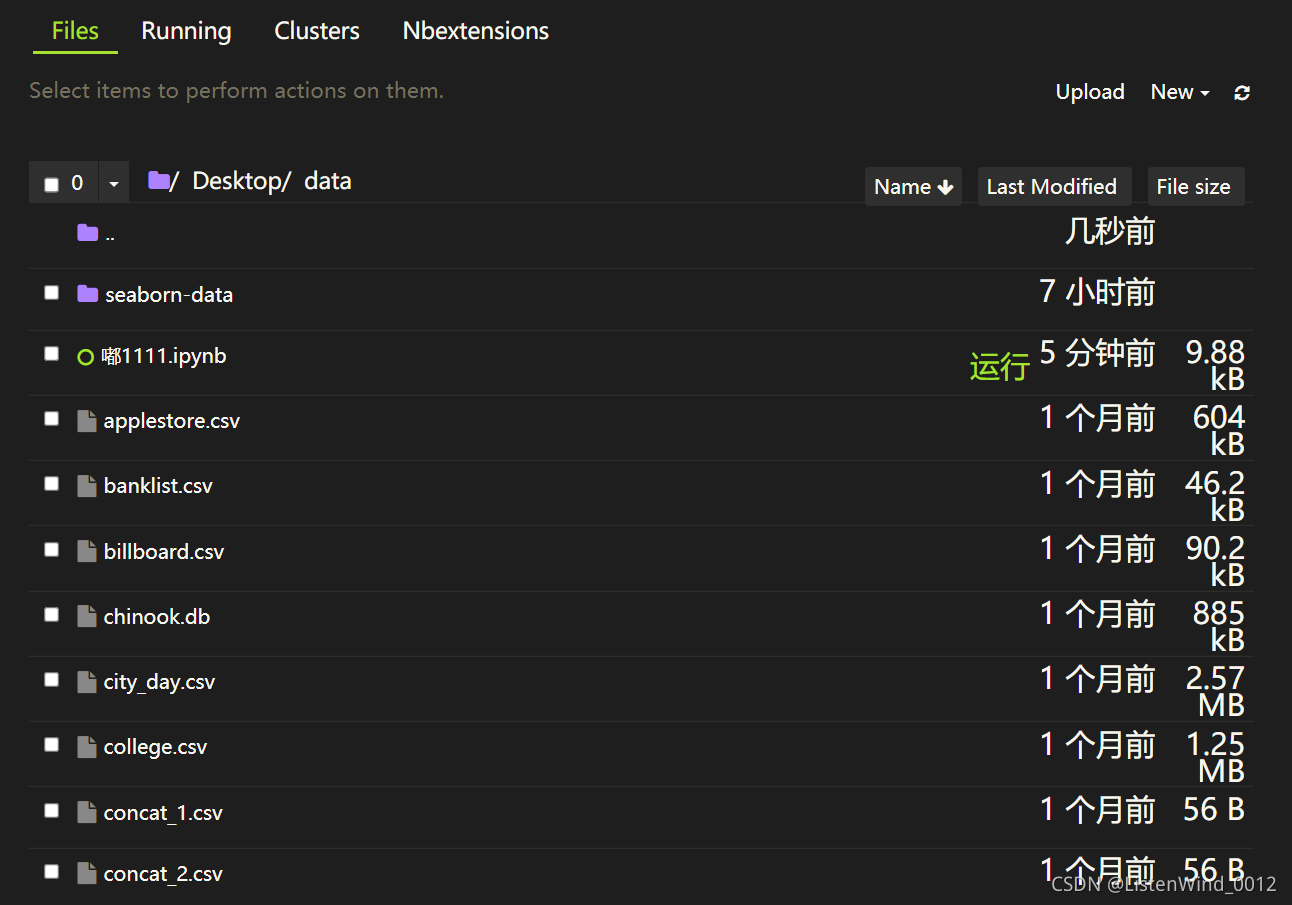 Files Running Clusters Nbextensions
Select items to perform actions on them.
Upload New
0 / Desktop/ data Name Last Modified File size
.. 几秒前
seaborn-data 7 小时前
嘟1111.ipynb 运行 5 分钟前 9.88 kB
applestore.csv 1 个月前 604 kB
banklist.csv 1 个月前 46.2 kB
billboard.csv 1 个月前 90.2 kB
chinook.db 1 个月前 885 kB
city_day.csv 1 个月前 2.57 MB
college.csv 1 个月前 1.25 MB
concat_1.csv 1 个月前 56 B
concat_2.csv 1 个月前 56 B
CSDN @ListenWind_0012